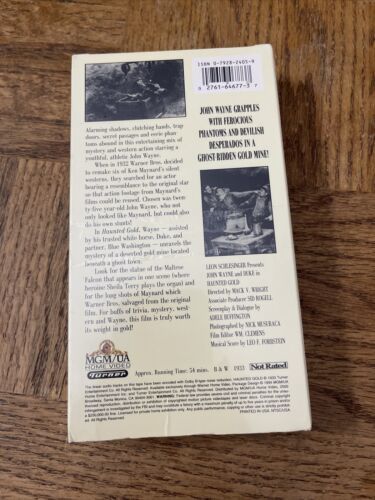 ISBN 0-7928-2405-9
0 27616 46773 7
Alarming shadows, clutching hands, trap
doors, secret passages and eerie phan
toms abound in this entertaining mix of
mystery and western action starring a
youthful, athletic John Wayne.
When in 1932 Warner Bros. decided
to remake six of Ken Maynard's silent
westerns, they searched for an actor
bearing a resemblance to the original star
so that action footage from Maynard's
films could be reused. Chosen was twen
ty-five year-old John Wayne, who not
only looked like Maynard, but could also
do his own stunts!
In Haunted Gold, Wayne — assisted
by his trusted white horse, Duke, and
partner, Blue Washington — unravels the
mystery of a deserted gold mine located
beneath a ghost town.
Look for the statue of the Maltese
Falcon that appears in one scene (where
heroine Sheila Terry plays the organ) and
for the long shots of Maynard which
Warner Bros. salvaged from the original
film. For buffs of trivia, mystery, west-
erns and Wayne, this film is truly worth
its weight in gold!
JOHN WAYNE GRAPPLES
WITH FEROCIOUS
PHANTOMS AND DEVILISH
DESPERADOS IN A
GHOST-RIDDEN GOLD MINE!
LEON SCHLESINGER Presents
JOHN WAYNE and DUKE in
HAUNTED GOLD
Directed by MACK V. WRIGHT
Associate Producer SID ROGELL
Screenplay & Dialogue by
ADELE BUFFINGTON
Photographed by NICK MUSURACA
Film Editor WM. CLEMENS
Musical Score by LEO F. FORBSTEIN
MGM/UA
HOME VIDEO
Turner
Approx. Running Time: 54 min. B & W 1933 Not Rated